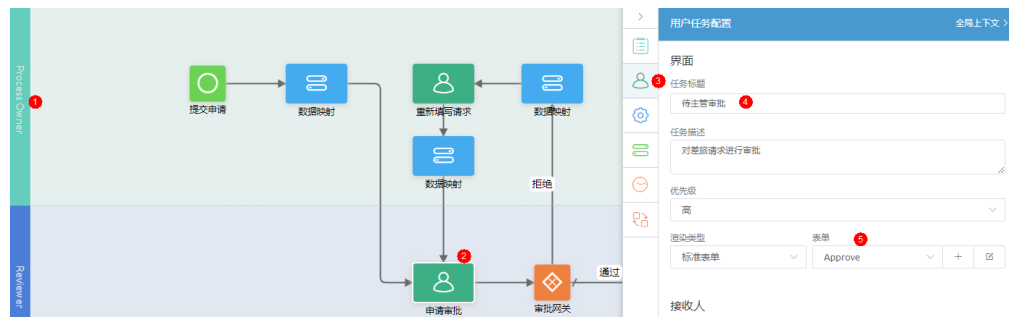 Process Owner
1
提交申请
数据映射
重新填写请求
数据映射
数据映射
拒绝
Reviewer
2
申请审批
审批网关
通过
3
用户任务配置
全局上下文
界面
任务标题
待主管审批
4
任务描述
对差旅请求进行审批
优先级
高
渲染类型
表单
5
标准表单
Approve
接收人